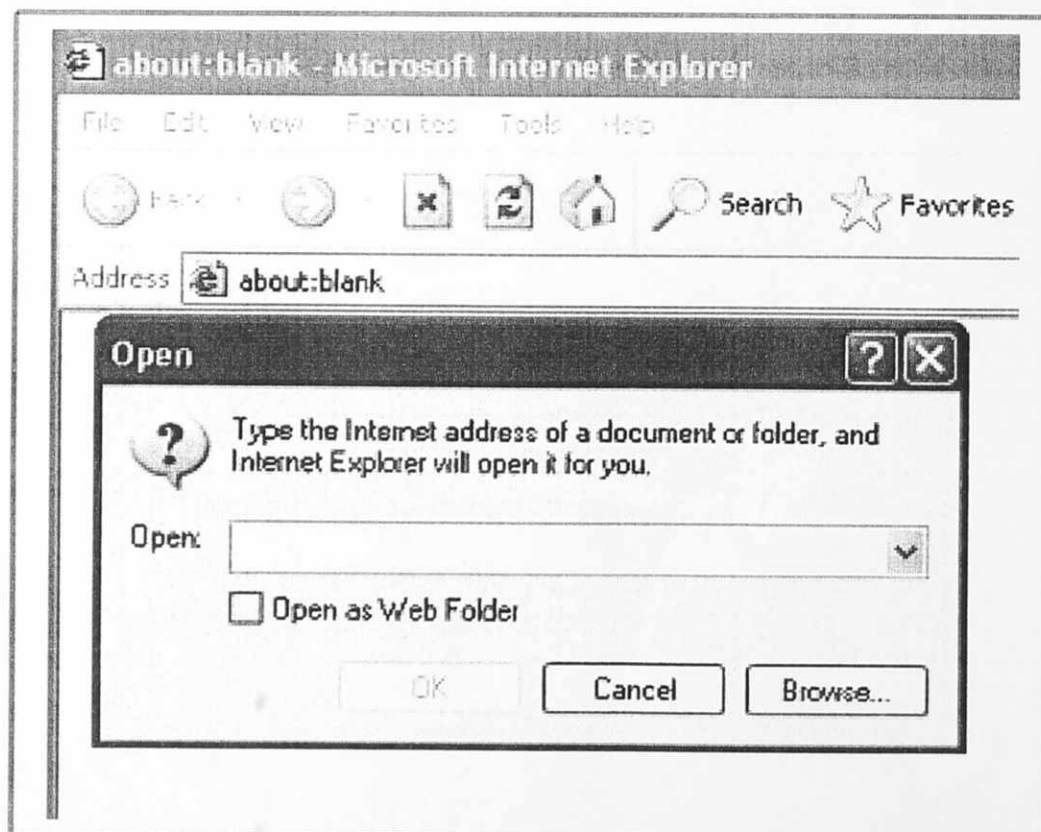 about:blank - Microsoft Internet Explorer
File Edit View Favorites Tools Help
Back Search Favorites
Address about:blank
Open
Type the Internet address of a document or folder, and
Internet Explorer will open it for you.
Open:
Open as Web Folder
OK Cancel Browse...